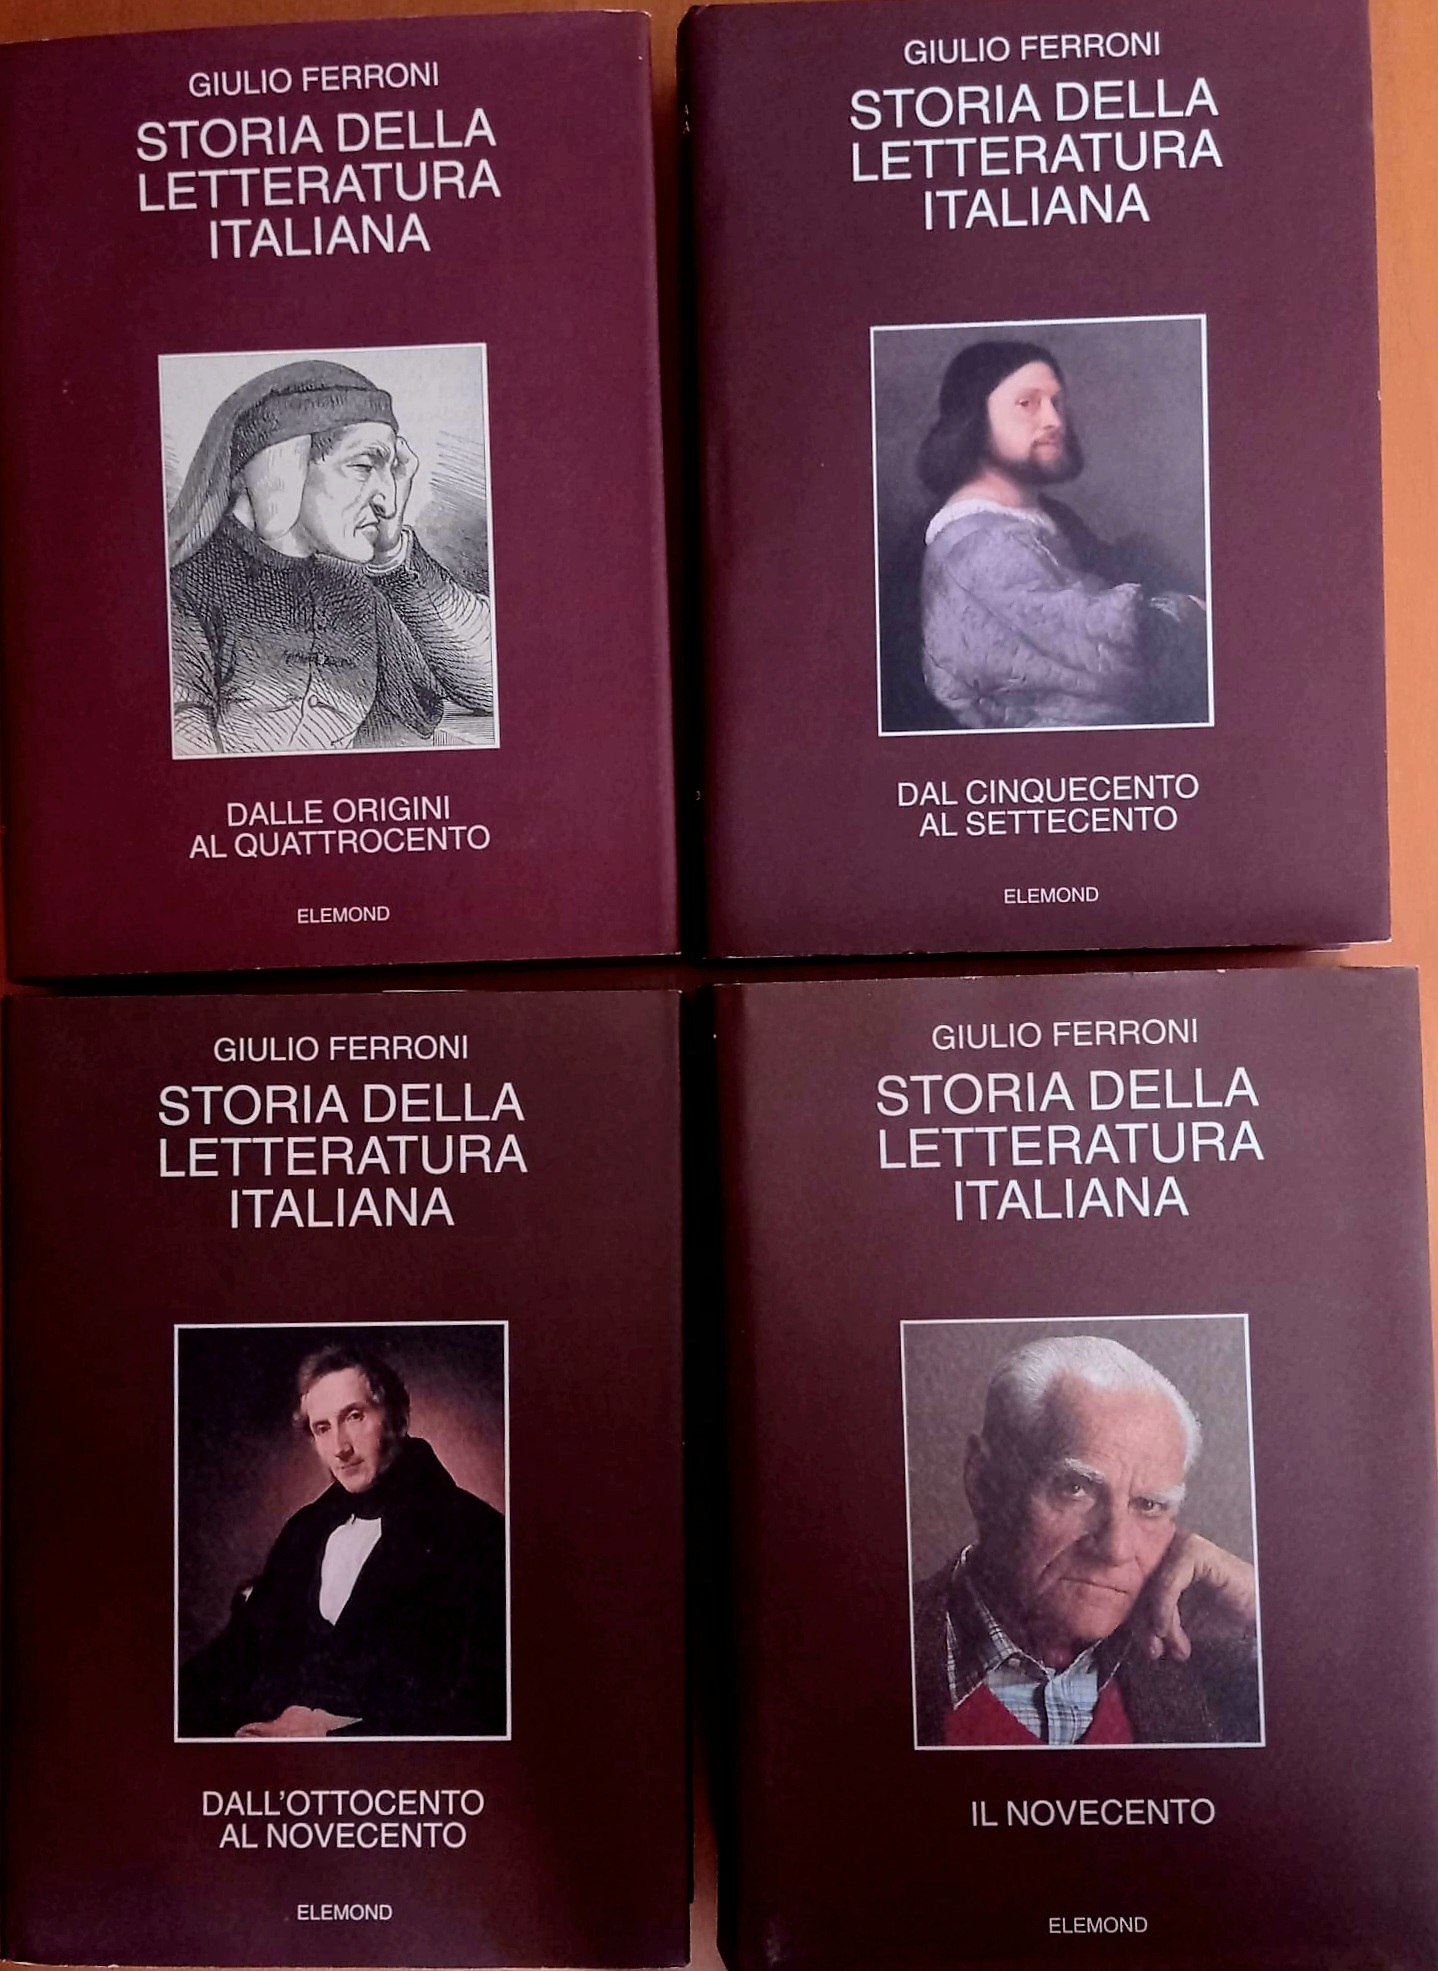 GIULIO FERRONI
STORIA DELLA
LETTERATURA
ITALIANA
DALLE ORIGINI
AL QUATTROCENTO
ELEMOND
GIULIO FERRONI
STORIA DELLA
LETTERATURA
ITALIANA
DAL CINQUECENTO
AL SETTECENTO
ELEMOND
GIULIO FERRONI
STORIA DELLA
LETTERATURA
ITALIANA
DALL'OTTOCENTO
AL NOVECENTO
ELEMOND
GIULIO FERRONI
STORIA DELLA
LETTERATURA
ITALIANA
IL NOVECENTO
ELEMOND